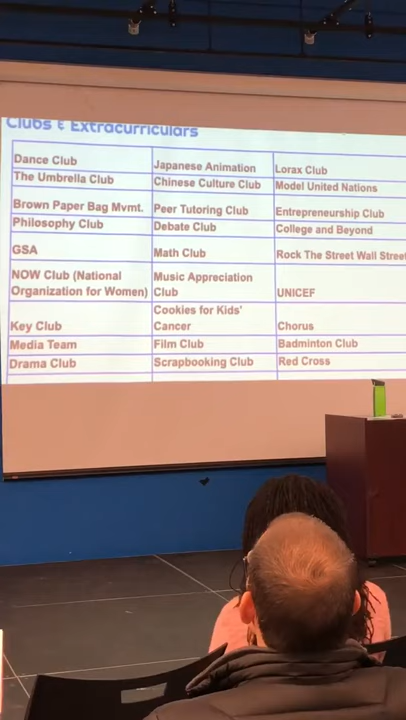 Clubs & Extracurriculars
Dance Club
Japanese Animation
Lorax Club
The Umbrella Club
Chinese Culture Club
Model United Nations
Brown Paper Bag Mvmt.
Peer Tutoring Club
Entrepreneurship Club
Philosophy Club
Debate Club
College and Beyond
GSA
Math Club
Rock The Street Wall Street
NOW Club (National
Organization for Women)
Music Appreciation
Club
UNICEF
Key Club
Cookies for Kids'
Cancer
Chorus
Media Team
Film Club
Badminton Club
Drama Club
Scrapbooking Club
Red Cross